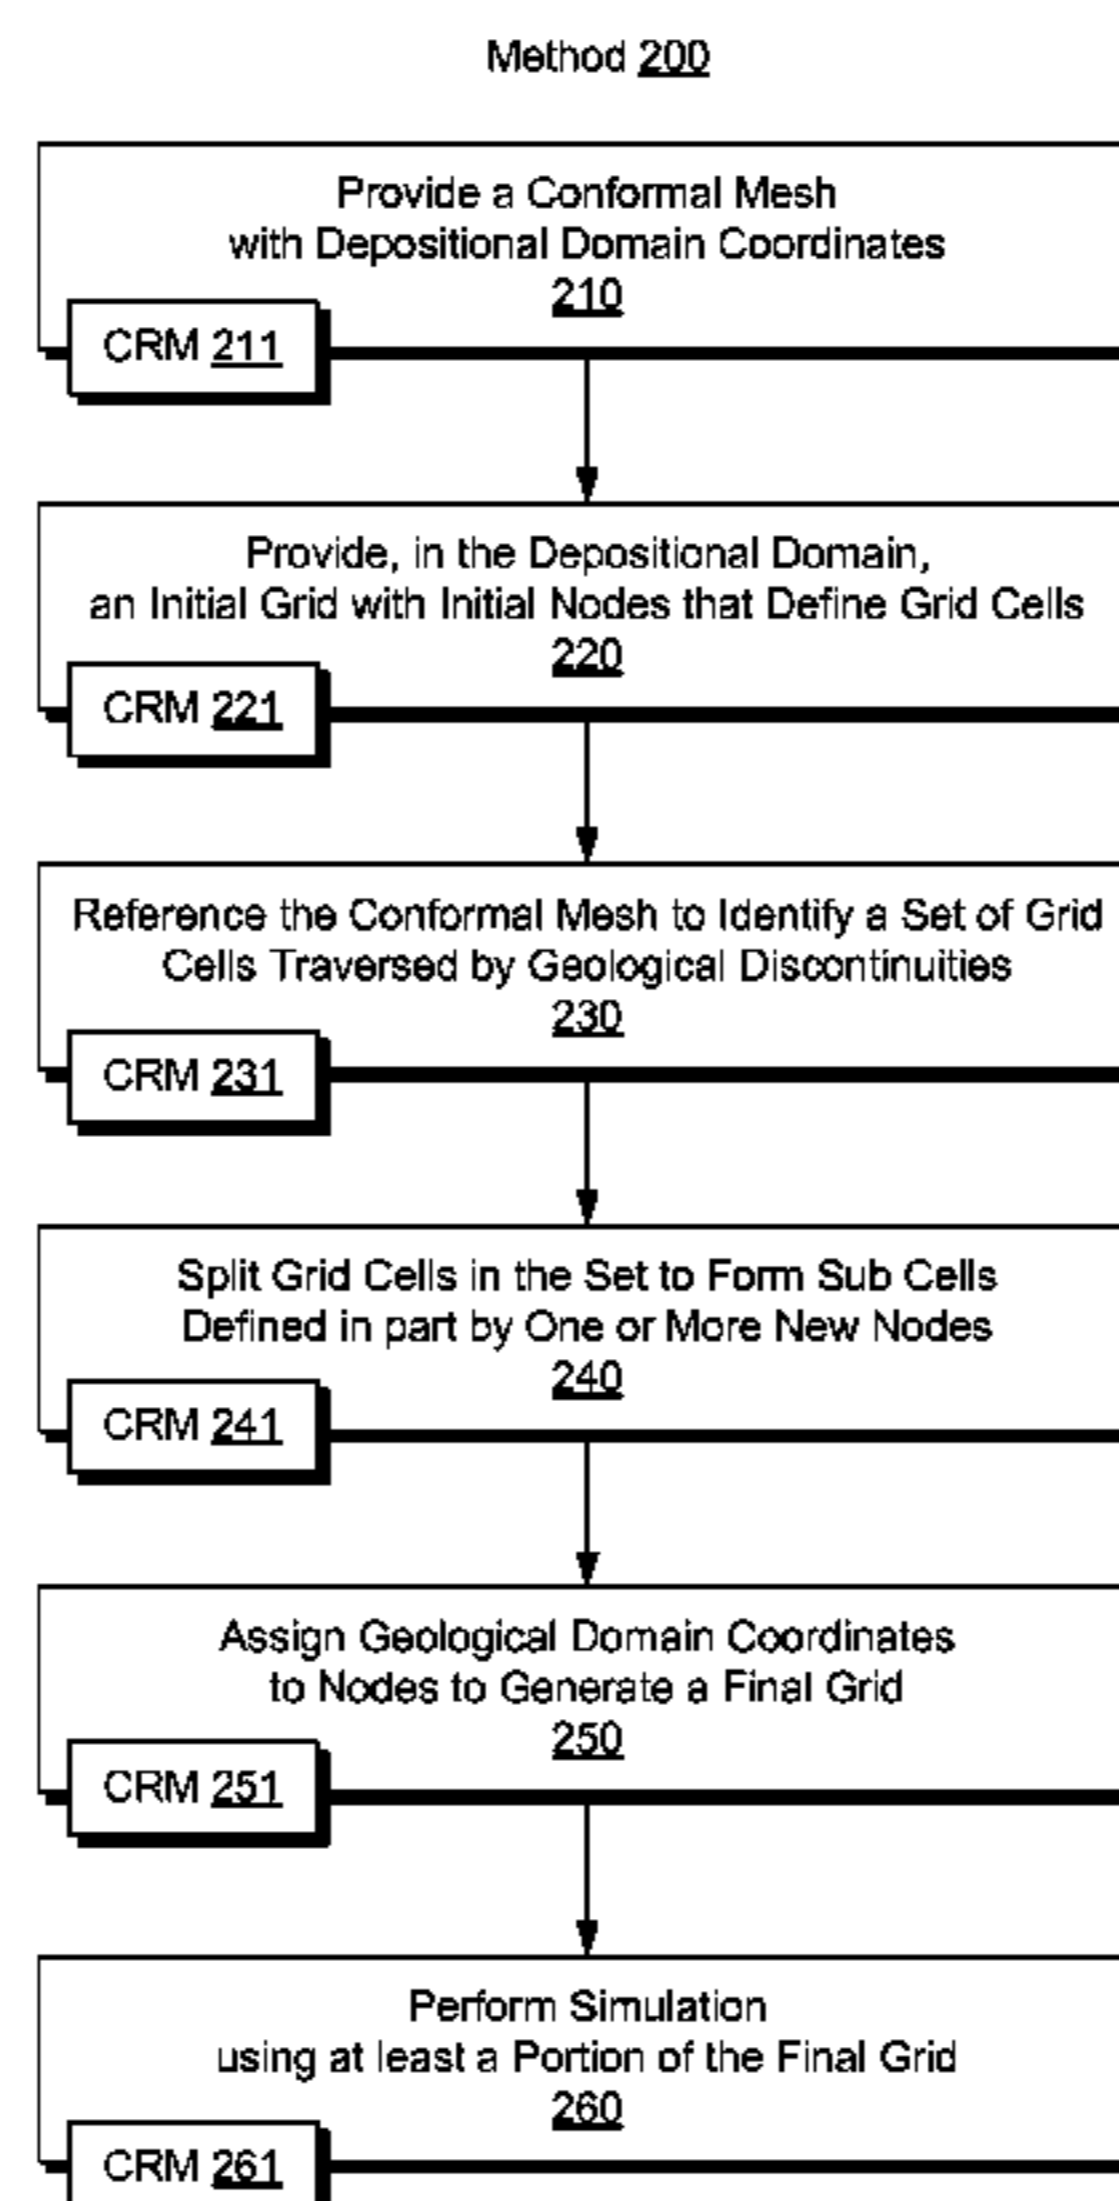 Method 200
Provide a Conformal Mesh
with Depositional Domain Coordinates
210
CRM 211
Provide, in the Depositional Domain,
an Initial Grid with Initial Nodes that Define Grid Cells
220
CRM 221
Reference the Conformal Mesh to Identify a Set of Grid
Cells Traversed by Geological Discontinuities
230
CRM 231
Split Grid Cells in the Set to Form Sub Cells
Defined in part by One or More New Nodes
240
CRM 241
Assign Geological Domain Coordinates
to Nodes to Generate a Final Grid
250
CRM 251
Perform Simulation
using at least a Portion of the Final Grid
260
CRM 261